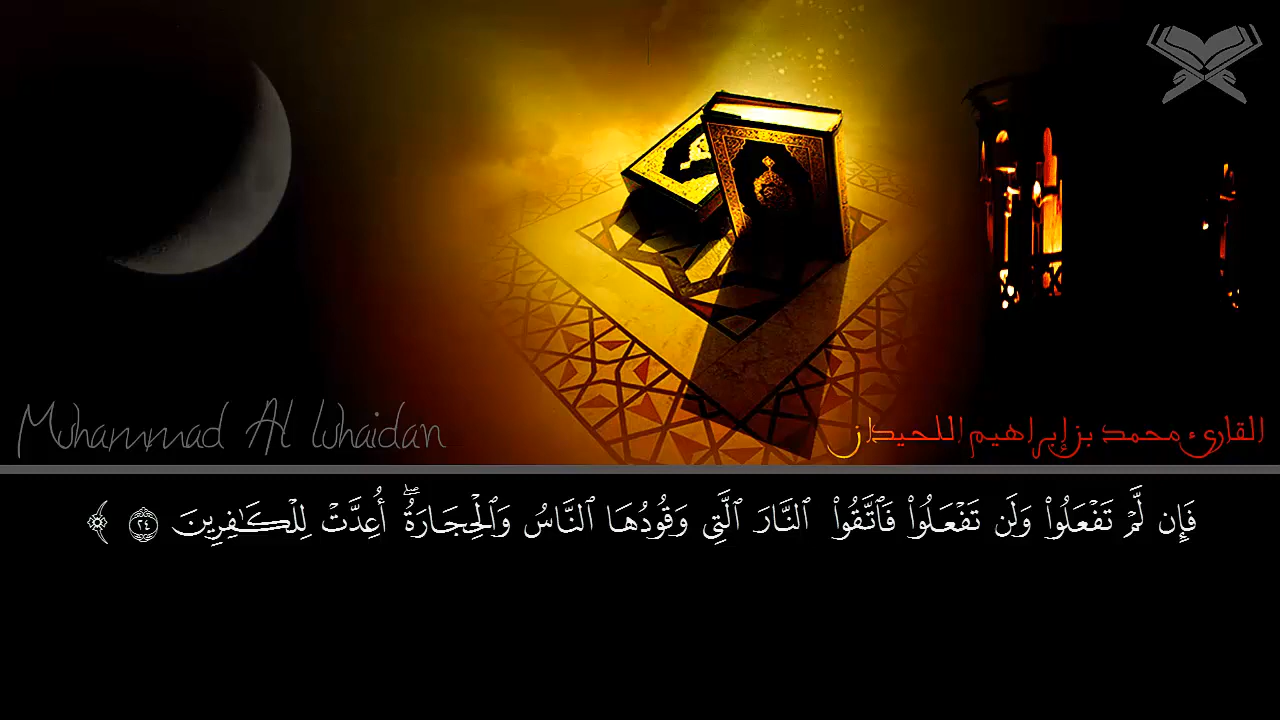 Muhammad Al luhaidan
القارئ محمد بن إبراهيم اللحيدان
فَإِن لَّمْ تَفْعَلُوا۟ وَلَن تَفْعَلُوا۟ فَٱتَّقُوا۟ ٱلنَّارَ ٱلَّتِى وَقُودُهَا ٱلنَّاسُ وَٱلْحِجَارَةُ ۖ أُعِدَّتْ لِلْكَـٰفِرِينَ ٢٤ ﴾